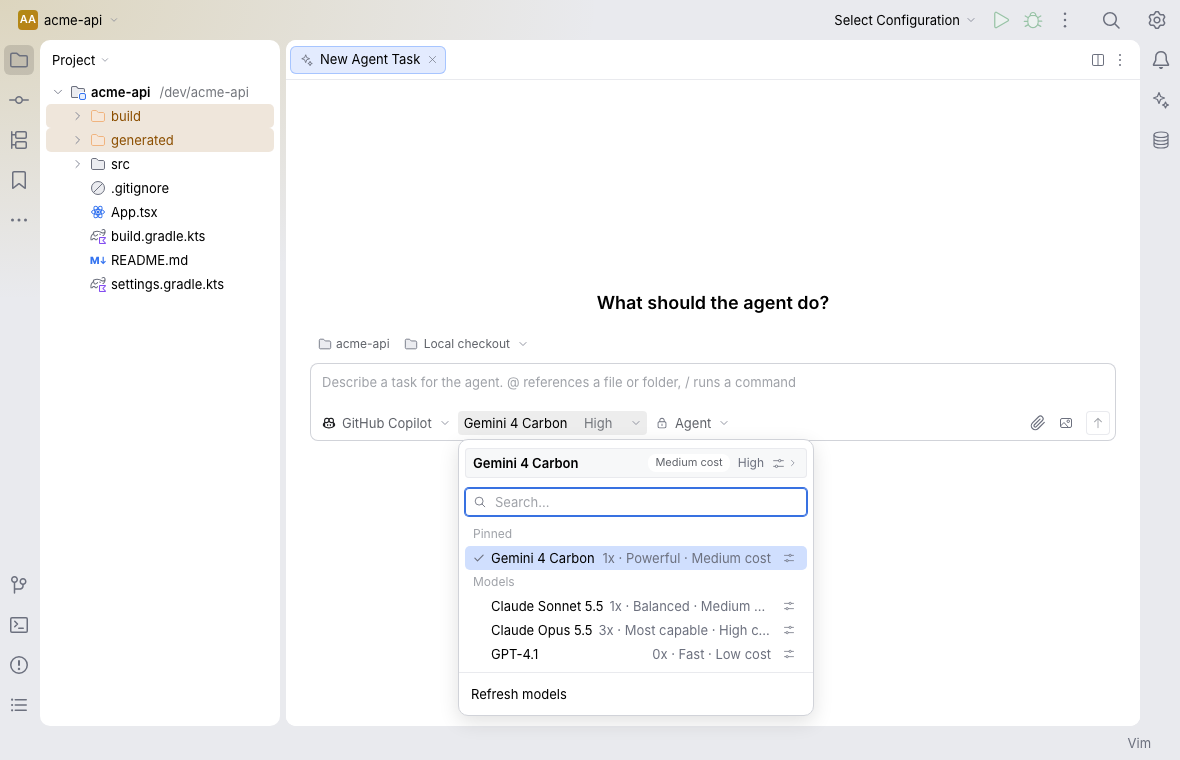 AA acme-api
Select Configuration
Project
New Agent Task
acme-api /dev/acme-api
build
generated
src
.gitignore
App.tsx
build.gradle.kts
M↓ README.md
settings.gradle.kts
What should the agent do?
acme-api Local checkout
Describe a task for the agent. @ references a file or folder, / runs a command
GitHub Copilot Gemini 4 Carbon High Agent
Gemini 4 Carbon Medium cost High
Search...
Pinned
Gemini 4 Carbon 1x · Powerful · Medium cost
Models
Claude Sonnet 5.5 1x · Balanced · Medium ...
Claude Opus 5.5 3x · Most capable · High c...
GPT-4.1 0x · Fast · Low cost
Refresh models
Vim